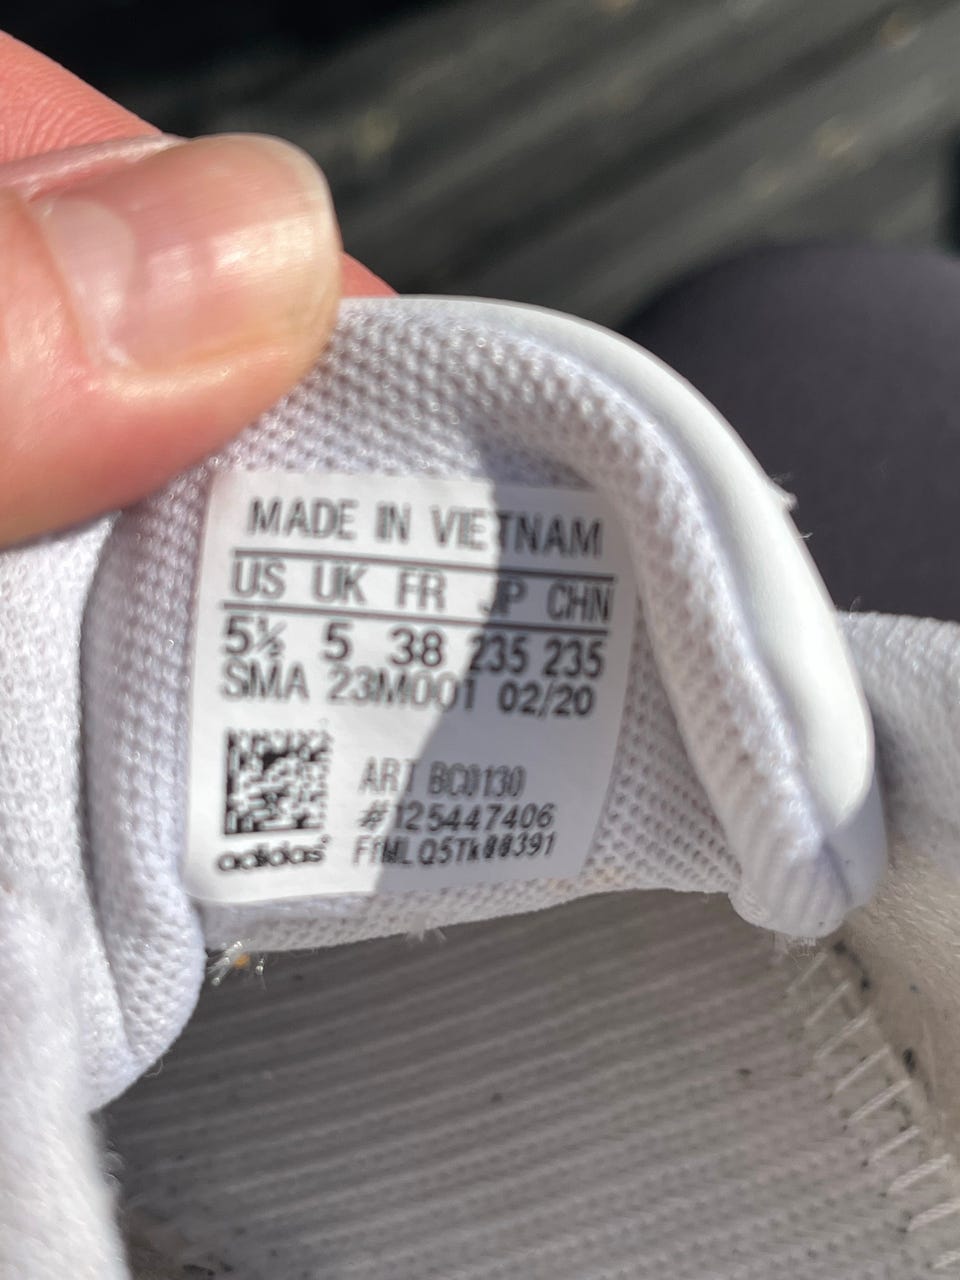 MADE IN VIETNAM
US UK FR JP CHN
5½ 5 38 235 235
SMA 23M001 02/20
ART BC0130
#125447406
adidas